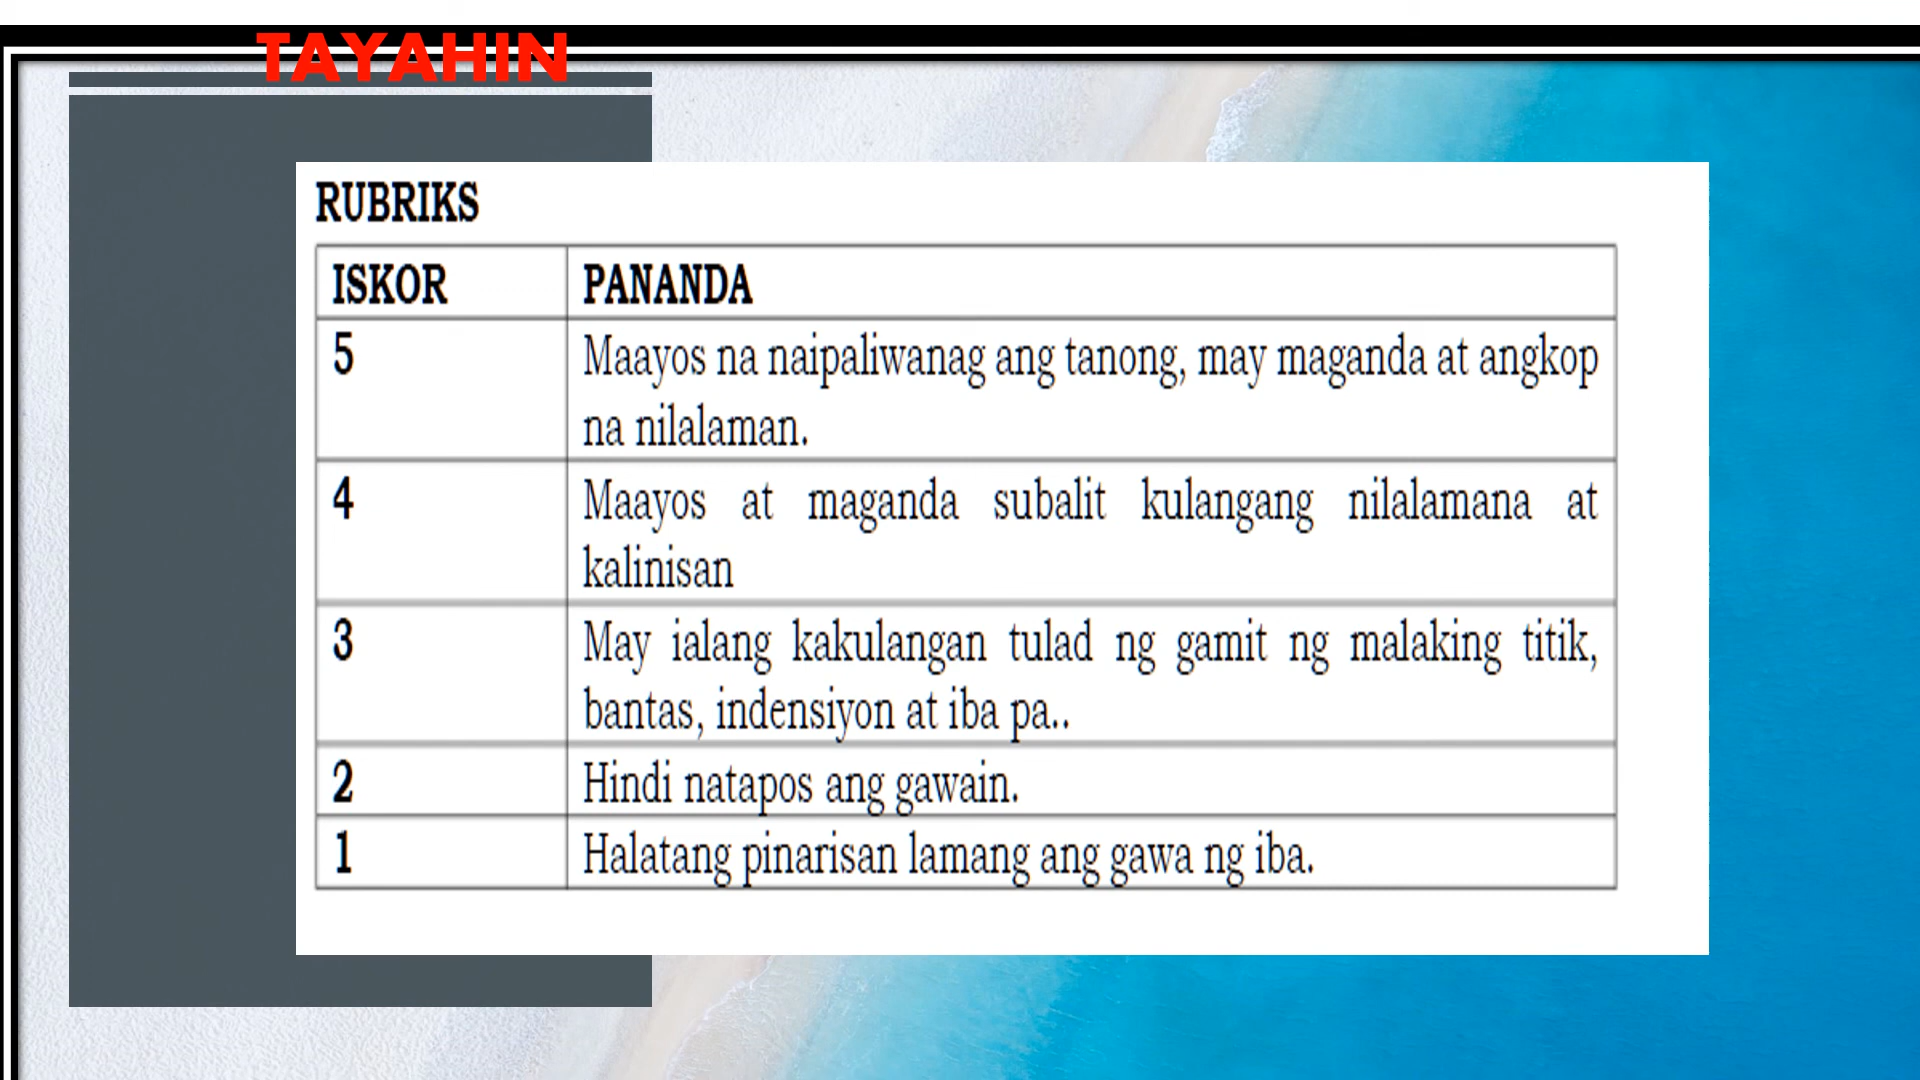 TAYAHIN
RUBRIKS
ISKOR PANANDA
5 Maayos na naipaliwanag ang tanong, may maganda at angkop
na nilalaman.
4 Maayos at maganda subalit kulangang nilalamana at
kalinisan
3 May ialang kakulangan tulad ng gamit ng malaking titik,
bantas, indensiyon at iba pa..
2 Hindi natapos ang gawain.
1 Halatang pinarisan lamang ang gawa ng iba.